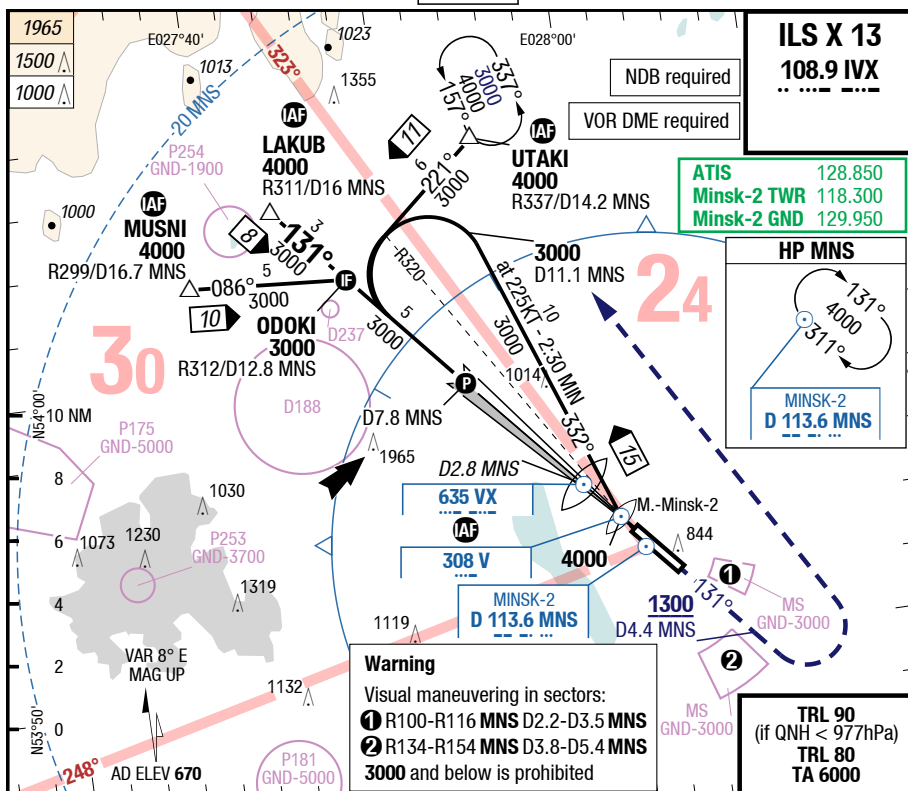 1965
1500
1000
E027°40'
1023
E028°00'
ILS X 13
108.9 IVX
NDB required
VOR DME required
ATIS 128.850
Minsk-2 TWR 118.300
Minsk-2 GND 129.950
HP MNS
131°
4000
311°
MINSK-2
D 113.6 MNS
1013
1355
323°
20 MNS
337°
3000
4000
157°
IAF
LAKUB
4000
R311/D16 MNS
11
IAF
UTAKI
4000
R337/D14.2 MNS
6
221°
3000
P254
GND-1900
1000
IAF
MUSNI
4000
R299/D16.7 MNS
8
3
131°
3000
5
086°
3000
10
IF
ODOKI
3000
R312/D12.8 MNS
D237
R320
3000
D11.1 MNS
at 225KT - 2:30 MIN
10
3000
5
3000
24
30
D188
1014
P
D7.8 MNS
332°
15
N54°00'
10 NM
8
6
4
2
0
N53°50'
P175
GND-5000
1965
D2.8 MNS
635 VX
IAF
308 V
4000
M.-Minsk-2
844
1030
1073
1230
P253
GND-3700
1319
MINSK-2
D 113.6 MNS
1
131°
MS
GND-3000
1300
D4.4 MNS
2
MS
GND-3000
1119
1132
VAR 8° E
MAG UP
AD ELEV 670
248°
P181
GND-5000
Warning
Visual maneuvering in sectors:
1 R100-R116 MNS D2.2-D3.5 MNS
2 R134-R154 MNS D3.8-D5.4 MNS
3000 and below is prohibited
TRL 90
(if QNH < 977hPa)
TRL 80
TA 6000